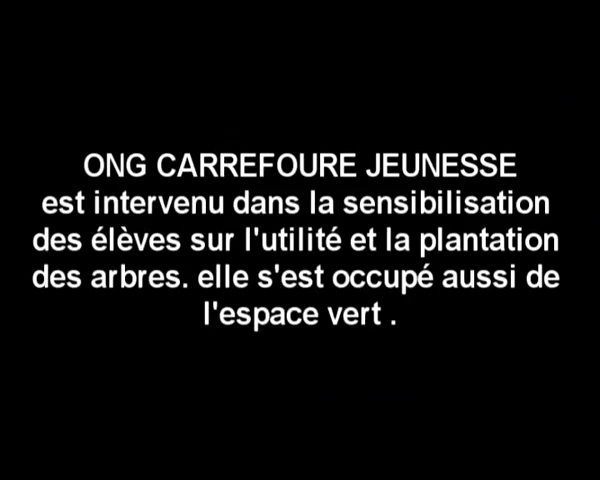 ONG CARREFOURE JEUNESSE
est intervenu dans la sensibilisation
des élèves sur l'utilité et la plantation
des arbres. elle s'est occupé aussi de
l'espace vert .